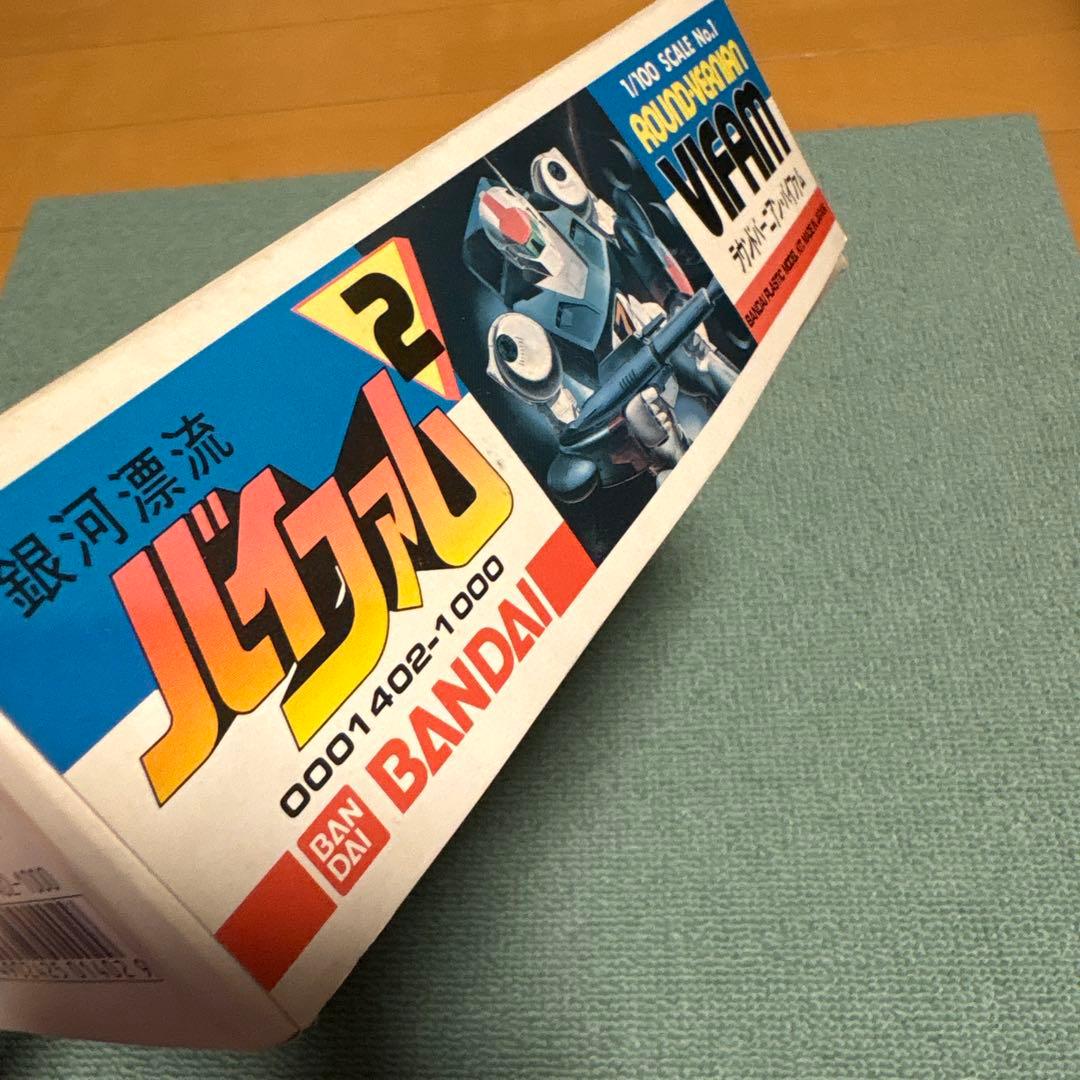 銀河漂流
バイファム
2
0001402-1000
BAN
DAI
BANDAI
1/100 SCALE No.1
ROUND-VERNIAN
VIFAM
ラウンドバーニアンバイファム
BANDAI PLASTIC MODEL KIT MADE IN JAPAN